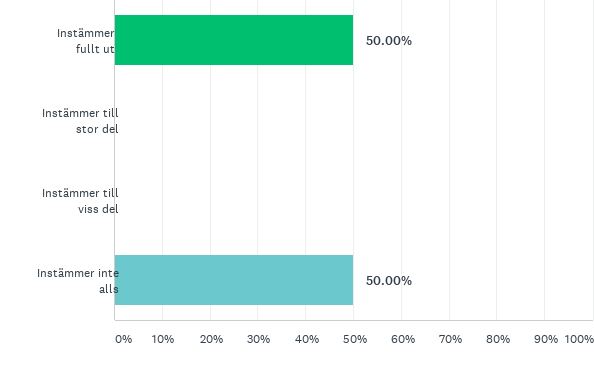 Instämmer
fullt ut
50.00%
Instämmer till
stor del
Instämmer till
viss del
Instämmer inte
alls
50.00%
0% 10% 20% 30% 40% 50% 60% 70% 80% 90% 100%